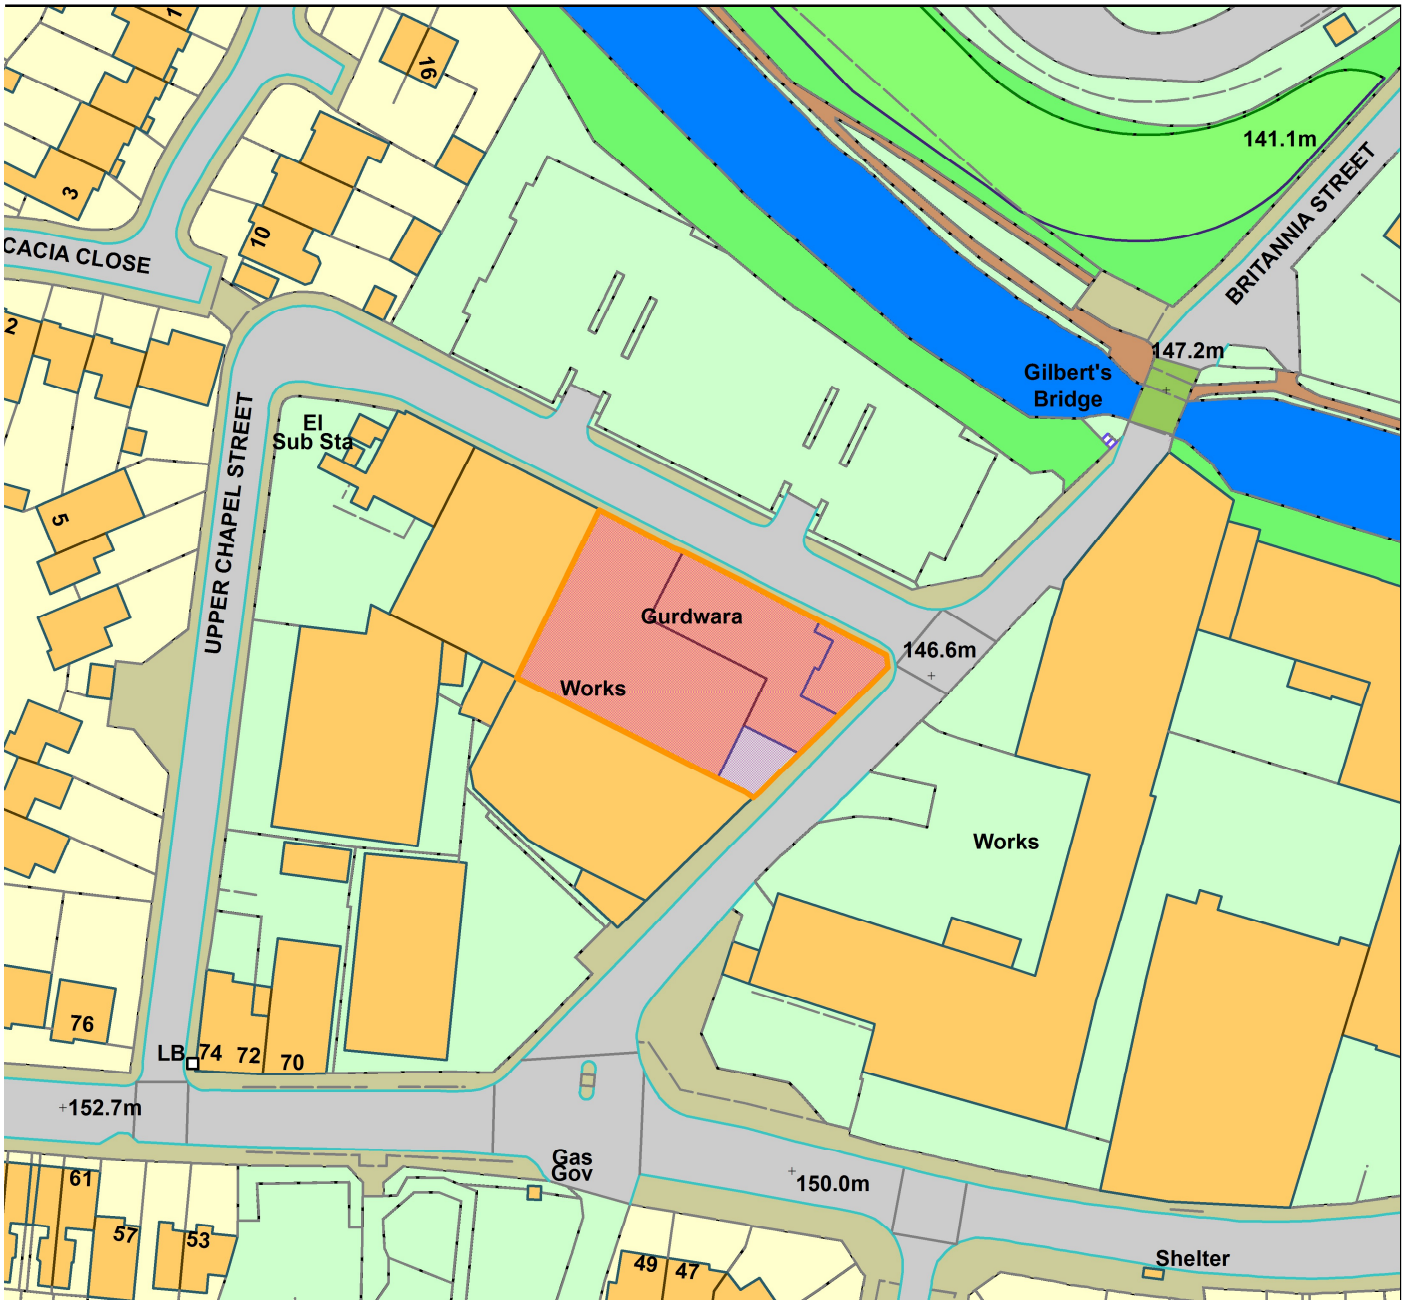 1
16
141.1m
3
BRITANNIA STREET
10
CACIA CLOSE
2
147.2m
Gilbert's
Bridge
El
Sub Sta
UPPER CHAPEL STREET
5
Gurdwara
146.6m
Works
Works
76
LB
74
72
70
152.7m
Gas
Gov
150.0m
61
57
53
49
47
Shelter